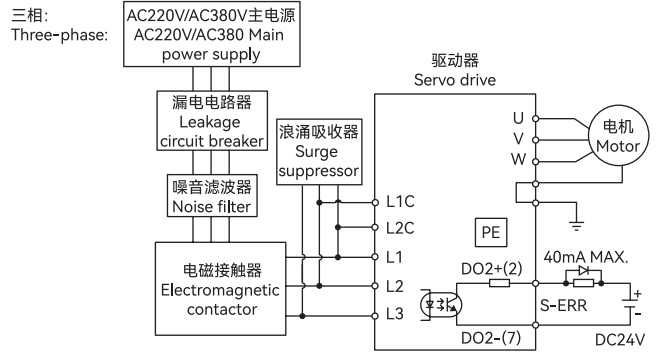 三相:
Three-phase:
AC220V/AC380V主电源
AC220V/AC380 Main
power supply
漏电电路器
Leakage
circuit breaker
噪音滤波器
Noise filter
电磁接触器
Electromagnetic
contactor
浪涌吸收器
Surge
suppressor
驱动器
Servo drive
L1C
L2C
L1
L2
L3
U
V
W
PE
DO2+(2)
DO2-(7)
电机
Motor
40mA MAX.
S-ERR
+
-
DC24V